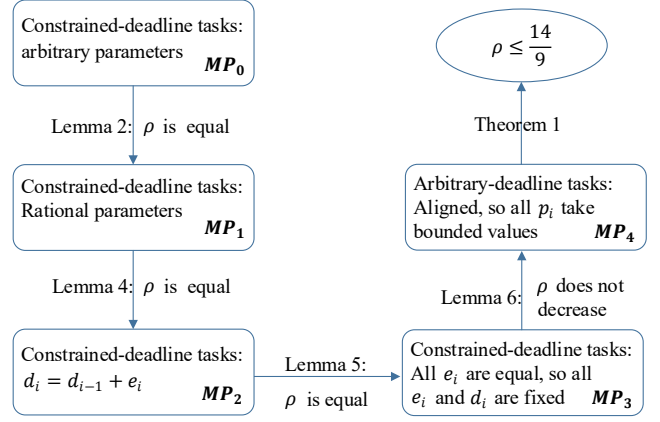 Constrained-deadline tasks:
arbitrary parameters MP₀
Lemma 2: ρ is equal
Constrained-deadline tasks:
Rational parameters
MP₁
Lemma 4: ρ is equal
Constrained-deadline tasks:
dᵢ = dᵢ₋₁ + eᵢ
MP₂
Lemma 5:
ρ is equal
Constrained-deadline tasks:
All eᵢ are equal, so all
eᵢ and dᵢ are fixed MP₃
Lemma 6: ρ does not
decrease
Arbitrary-deadline tasks:
Aligned, so all pᵢ take
bounded values MP₄
Theorem 1
ρ ≤ 14/9